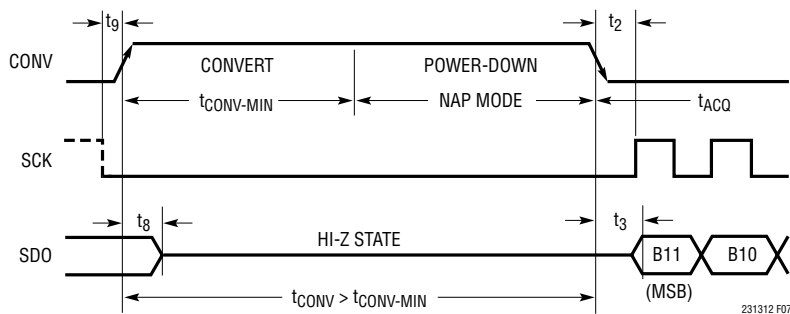 t9
t2
CONV
CONVERT
POWER-DOWN
tCONV-MIN
NAP MODE
tACQ
SCK
t8
t3
SDO
HI-Z STATE
B11
B10
(MSB)
tCONV > tCONV-MIN
231312 F07